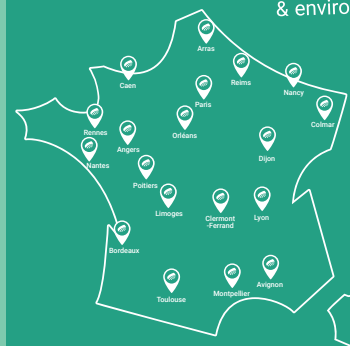 & enviro
Arras
Caen
Reims
Nancy
Paris
Colmar
Rennes
Orléans
Angers
Nantes
Dijon
Poitiers
Limoges
Clermont
-Ferrand
Lyon
Bordeaux
Avignon
Montpellier
Toulouse